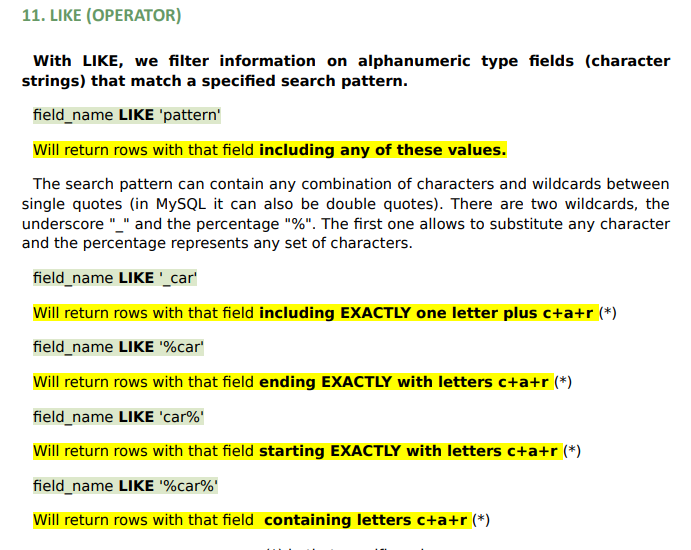 11. LIKE (OPERATOR)
With LIKE, we filter information on alphanumeric type fields (character
strings) that match a specified search pattern.
field_name LIKE 'pattern'
Will return rows with that field including any of these values.
The search pattern can contain any combination of characters and wildcards between
single quotes (in MySQL it can also be double quotes). There are two wildcards, the
underscore "_" and the percentage "%". The first one allows to substitute any character
and the percentage represents any set of characters.
field_name LIKE '_car'
Will return rows with that field including EXACTLY one letter plus c+a+r (*)
field_name LIKE '%car'
Will return rows with that field ending EXACTLY with letters c+a+r (*)
field_name LIKE 'car%'
Will return rows with that field starting EXACTLY with letters c+a+r (*)
field_name LIKE '%car%'
Will return rows with that field containing letters c+a+r (*)